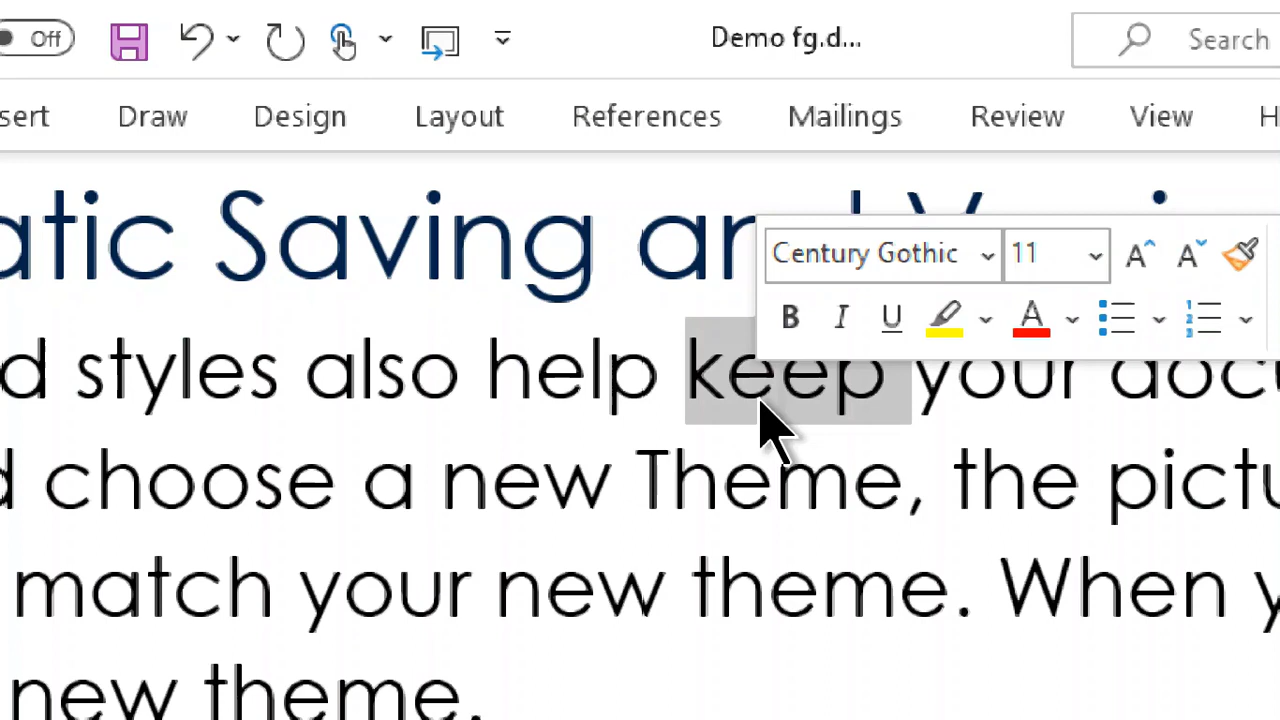 Off
Demo fg.d...
Search
sert Draw Design Layout References Mailings Review View H
atic Saving and V
Century Gothic 11
B I U A
d styles also help keep your docu
d choose a new Theme, the pictu
match your new theme. When y
new theme.